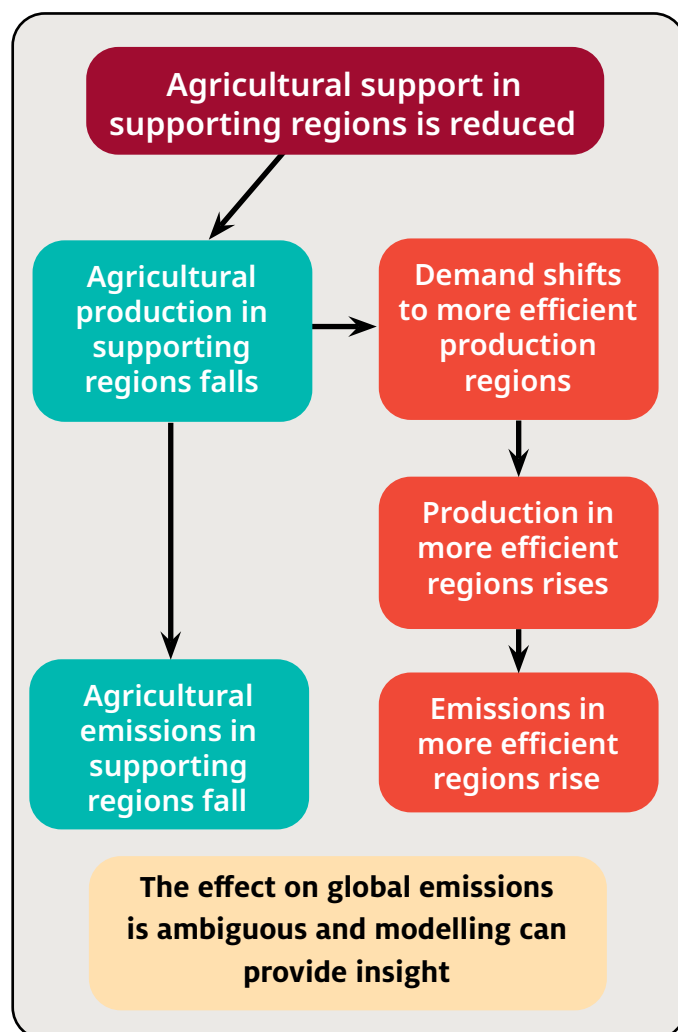 Agricultural support in
supporting regions is reduced
Agricultural
production in
supporting
regions falls
Demand shifts
to more efficient
production
regions
Production in
more efficient
regions rises
Agricultural
emissions in
supporting
regions fall
Emissions in
more efficient
regions rise
The effect on global emissions
is ambiguous and modelling can
provide insight